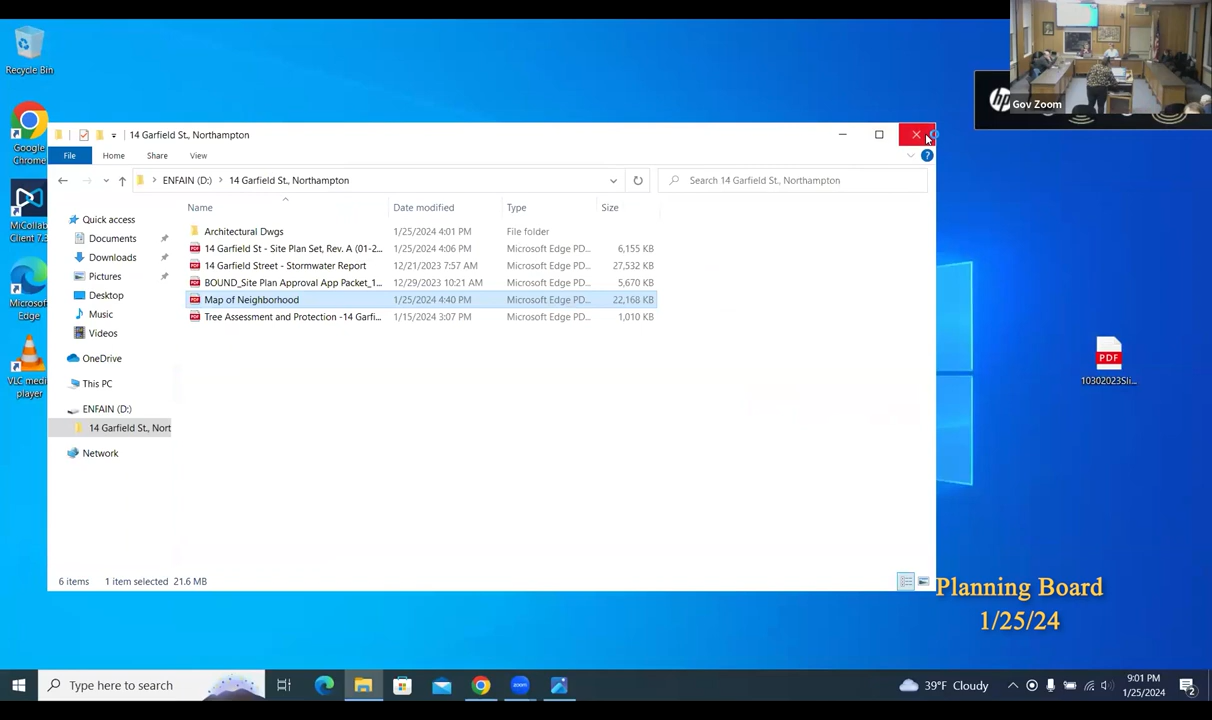 Recycle Bin
Google
Chrome
MiCollab
Client 7.3
Microsoft
Edge
VLC media
player
14 Garfield St., Northampton
File Home Share View
ENFAIN (D:) > 14 Garfield St., Northampton
Search 14 Garfield St., Northampton
Name Date modified Type Size
Architectural Dwgs 1/25/2024 4:01 PM File folder
14 Garfield St - Site Plan Set, Rev. A (01-2... 1/25/2024 4:06 PM Microsoft Edge PD... 6,155 KB
14 Garfield Street - Stormwater Report 12/21/2023 7:57 AM Microsoft Edge PD... 27,532 KB
BOUND_Site Plan Approval App Packet_1... 12/29/2023 10:21 AM Microsoft Edge PD... 5,670 KB
Map of Neighborhood 1/25/2024 4:40 PM Microsoft Edge PD... 22,168 KB
Tree Assessment and Protection -14 Garfi... 1/15/2024 3:07 PM Microsoft Edge PD... 1,010 KB
Quick access
Documents
Downloads
Pictures
Desktop
Music
Videos
OneDrive
This PC
ENFAIN (D:)
14 Garfield St., Nort
Network
6 items 1 item selected 21.6 MB
hp
Gov Zoom
PDF
10302023Sli...
Planning Board
1/25/24
Type here to search
zoom
39°F Cloudy
9:01 PM
1/25/2024
2